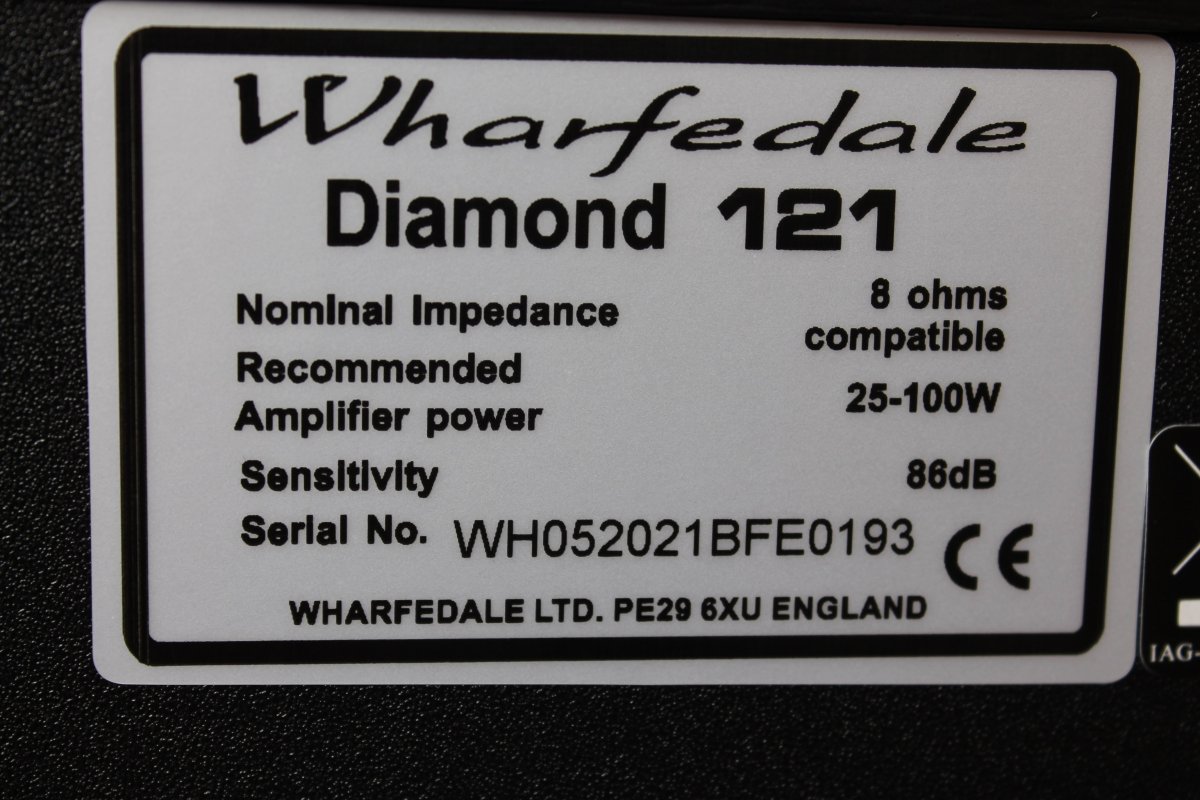 Wharfedale
Diamond 121
Nominal Impedance 8 ohms
compatible
Recommended
Amplifier power 25-100W
Sensitivity 86dB
Serial No. WH052021BFE0193 CE
WHARFEDALE LTD. PE29 6XU ENGLAND
IAG-